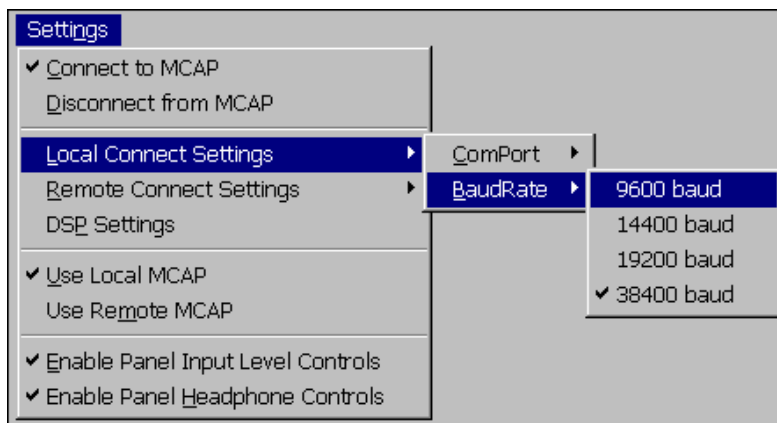 Settings
Connect to MCAP
Disconnect from MCAP
Local Connect Settings
Remote Connect Settings
DSP Settings
Use Local MCAP
Use Remote MCAP
Enable Panel Input Level Controls
Enable Panel Headphone Controls
ComPort
BaudRate
9600 baud
14400 baud
19200 baud
38400 baud